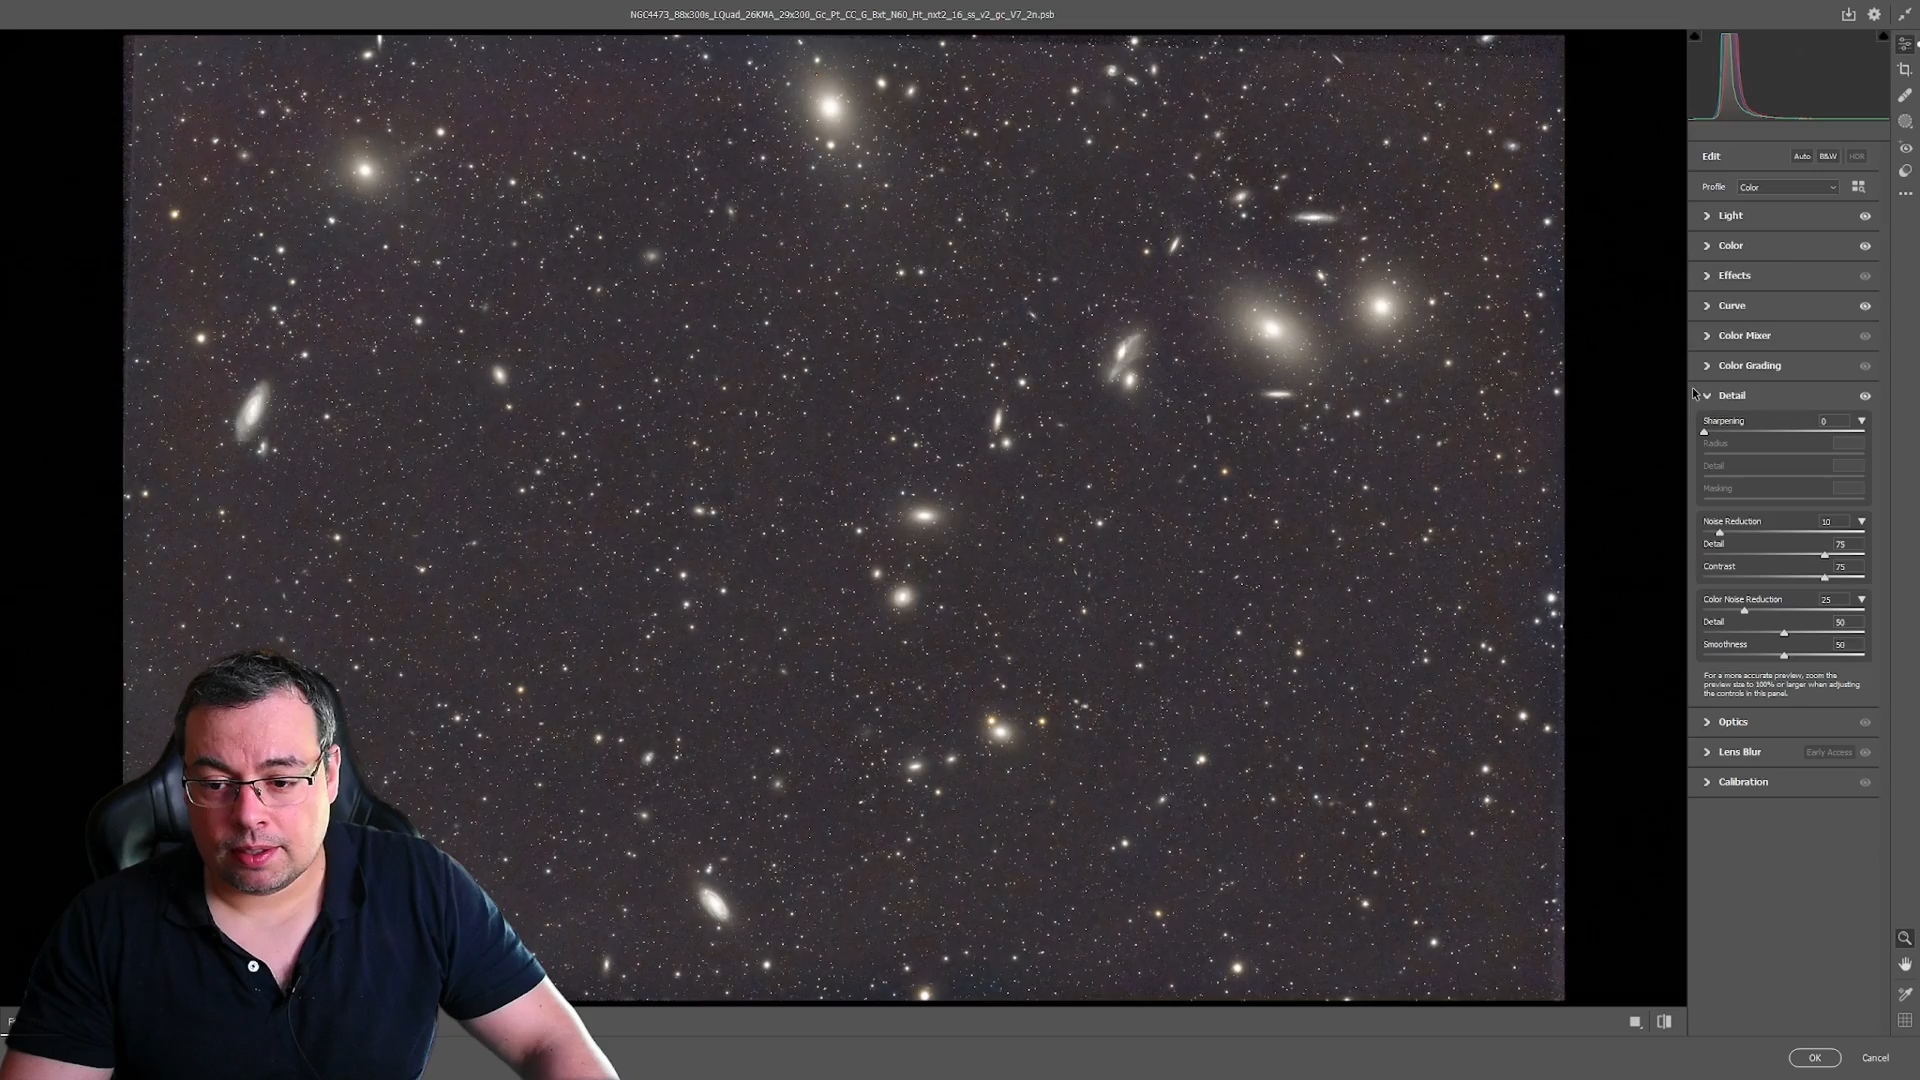 NGC4473_88x300s_LQuad_26KMA_29x300_Gc_Pt_CC_G_Bxt_N60_Ht_nxt2_16_ss_v2_gc_V7_2n.psb
Edit Auto B&W HDR
Profile Color
Light
Color
Effects
Curve
Color Mixer
Color Grading
Detail
Sharpening 0
Radius
Detail
Masking
Noise Reduction 10
Detail 75
Contrast 75
Color Noise Reduction 25
Detail 50
Smoothness 50
For a more accurate preview, zoom the
preview size to 100% or larger when adjusting
the controls in this panel.
Optics
Lens Blur Early Access
Calibration
OK Cancel